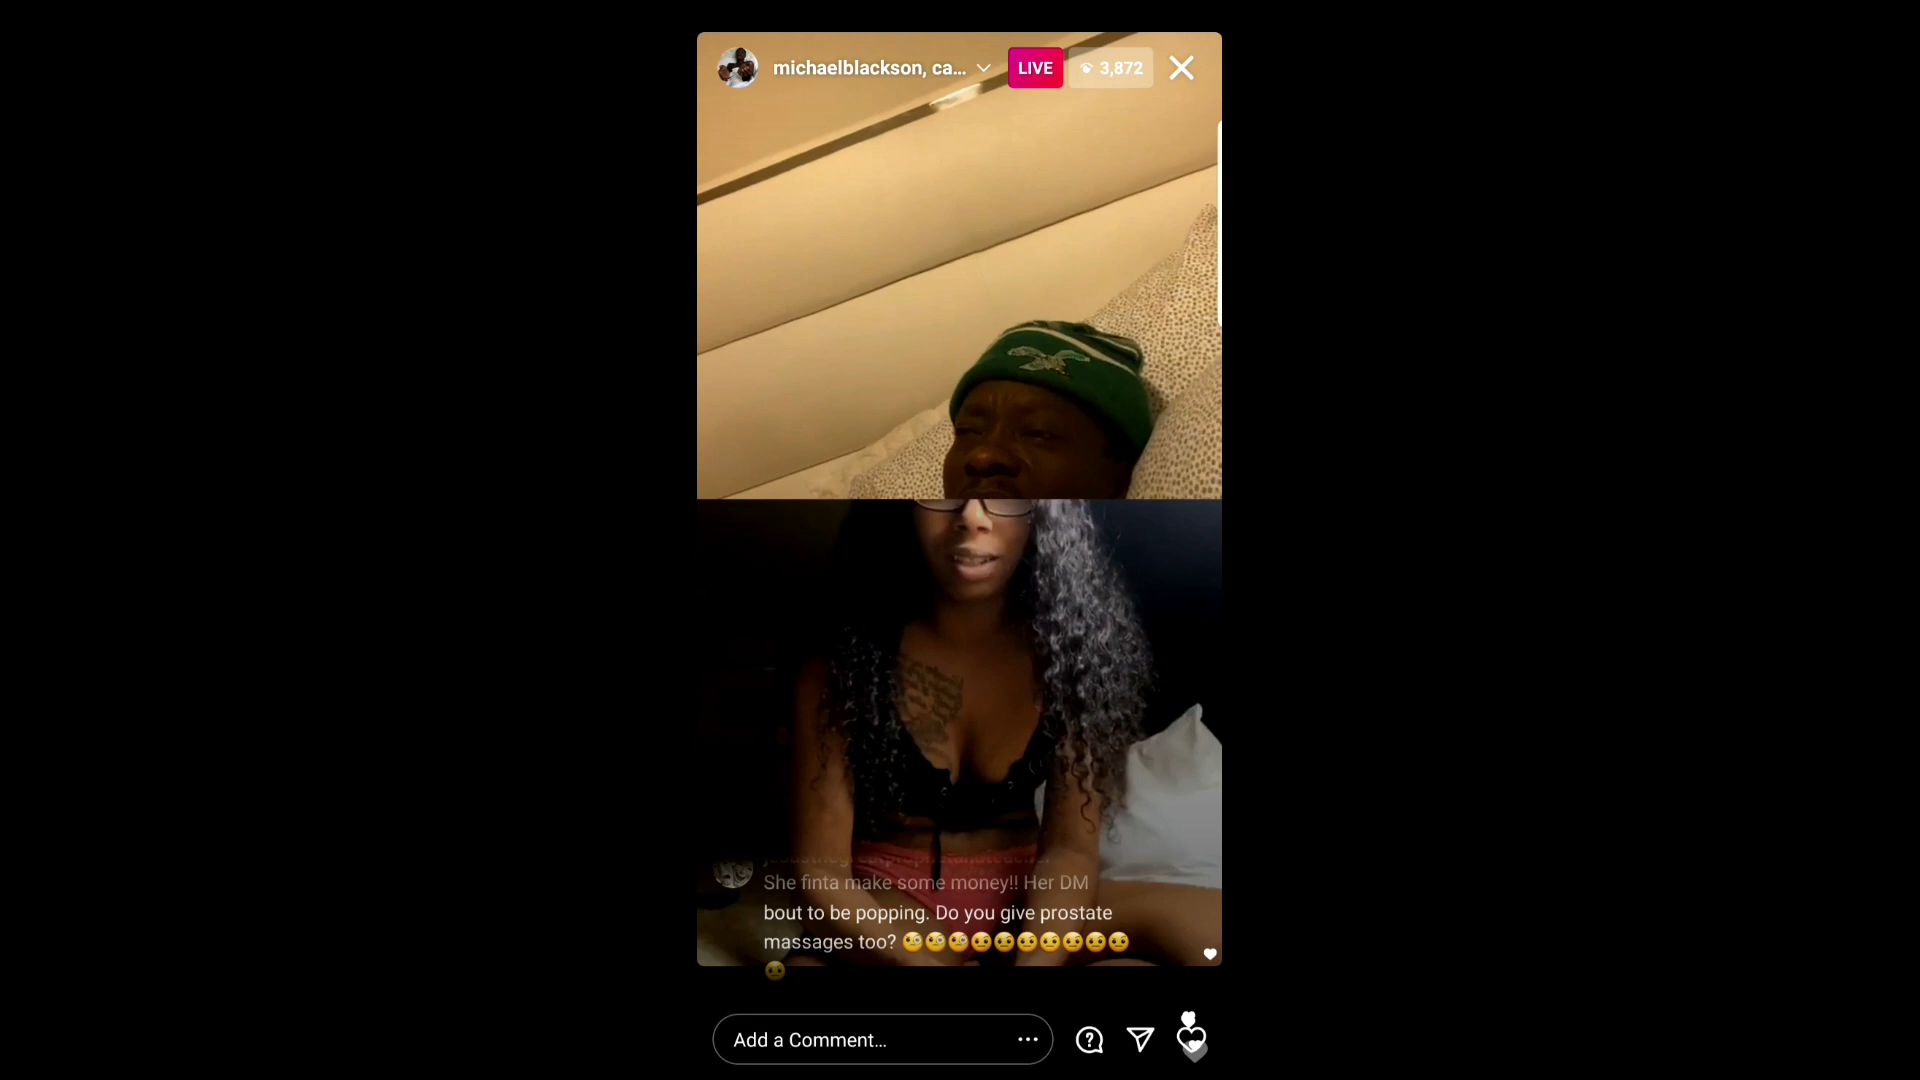 michaelblackson, ca...
LIVE
3,872
She finta make some money!! Her DM
bout to be popping. Do you give prostate
massages too? 🧐🧐🧐🤨🤨🤨🤨🤨🤨🤨
🤨
Add a Comment...